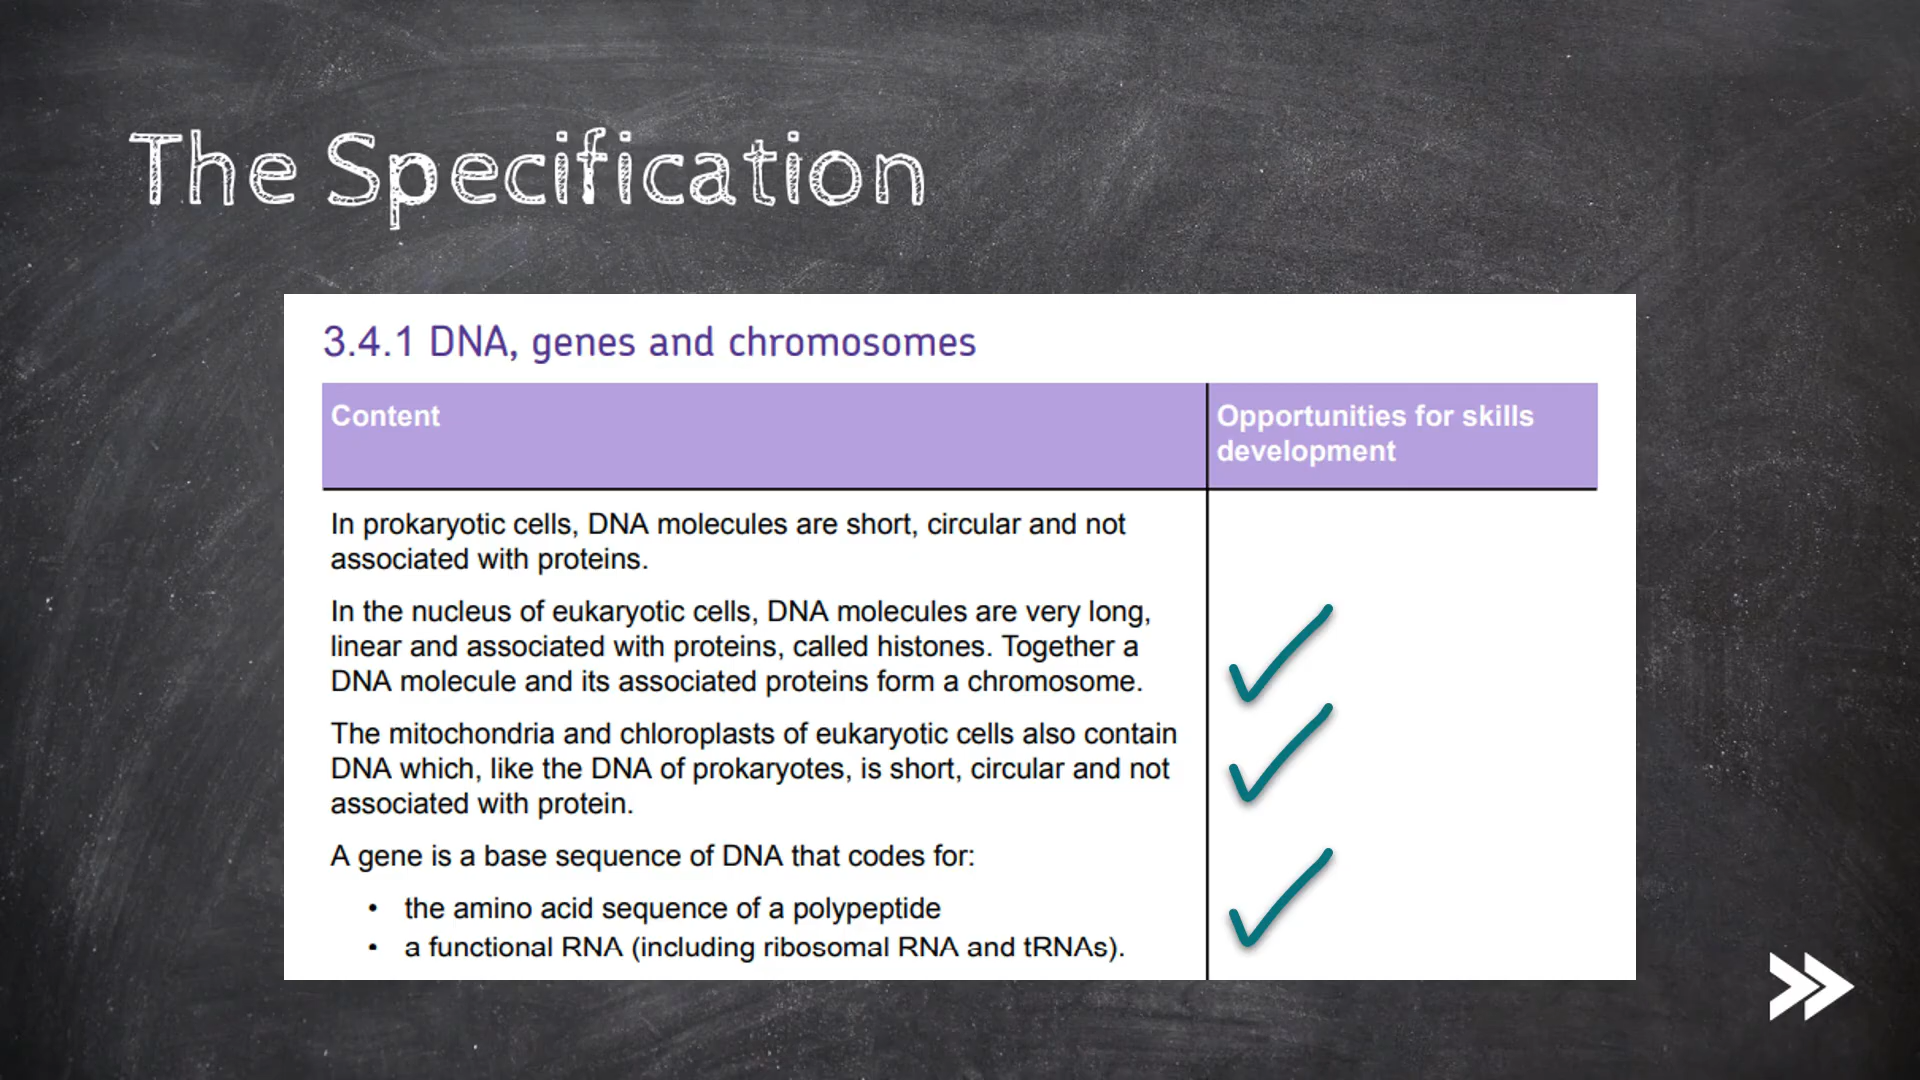 The Specification
3.4.1 DNA, genes and chromosomes
Content
Opportunities for skills
development
In prokaryotic cells, DNA molecules are short, circular and not
associated with proteins.
In the nucleus of eukaryotic cells, DNA molecules are very long,
linear and associated with proteins, called histones. Together a
DNA molecule and its associated proteins form a chromosome.
The mitochondria and chloroplasts of eukaryotic cells also contain
DNA which, like the DNA of prokaryotes, is short, circular and not
associated with protein.
A gene is a base sequence of DNA that codes for:
• the amino acid sequence of a polypeptide
• a functional RNA (including ribosomal RNA and tRNAs).